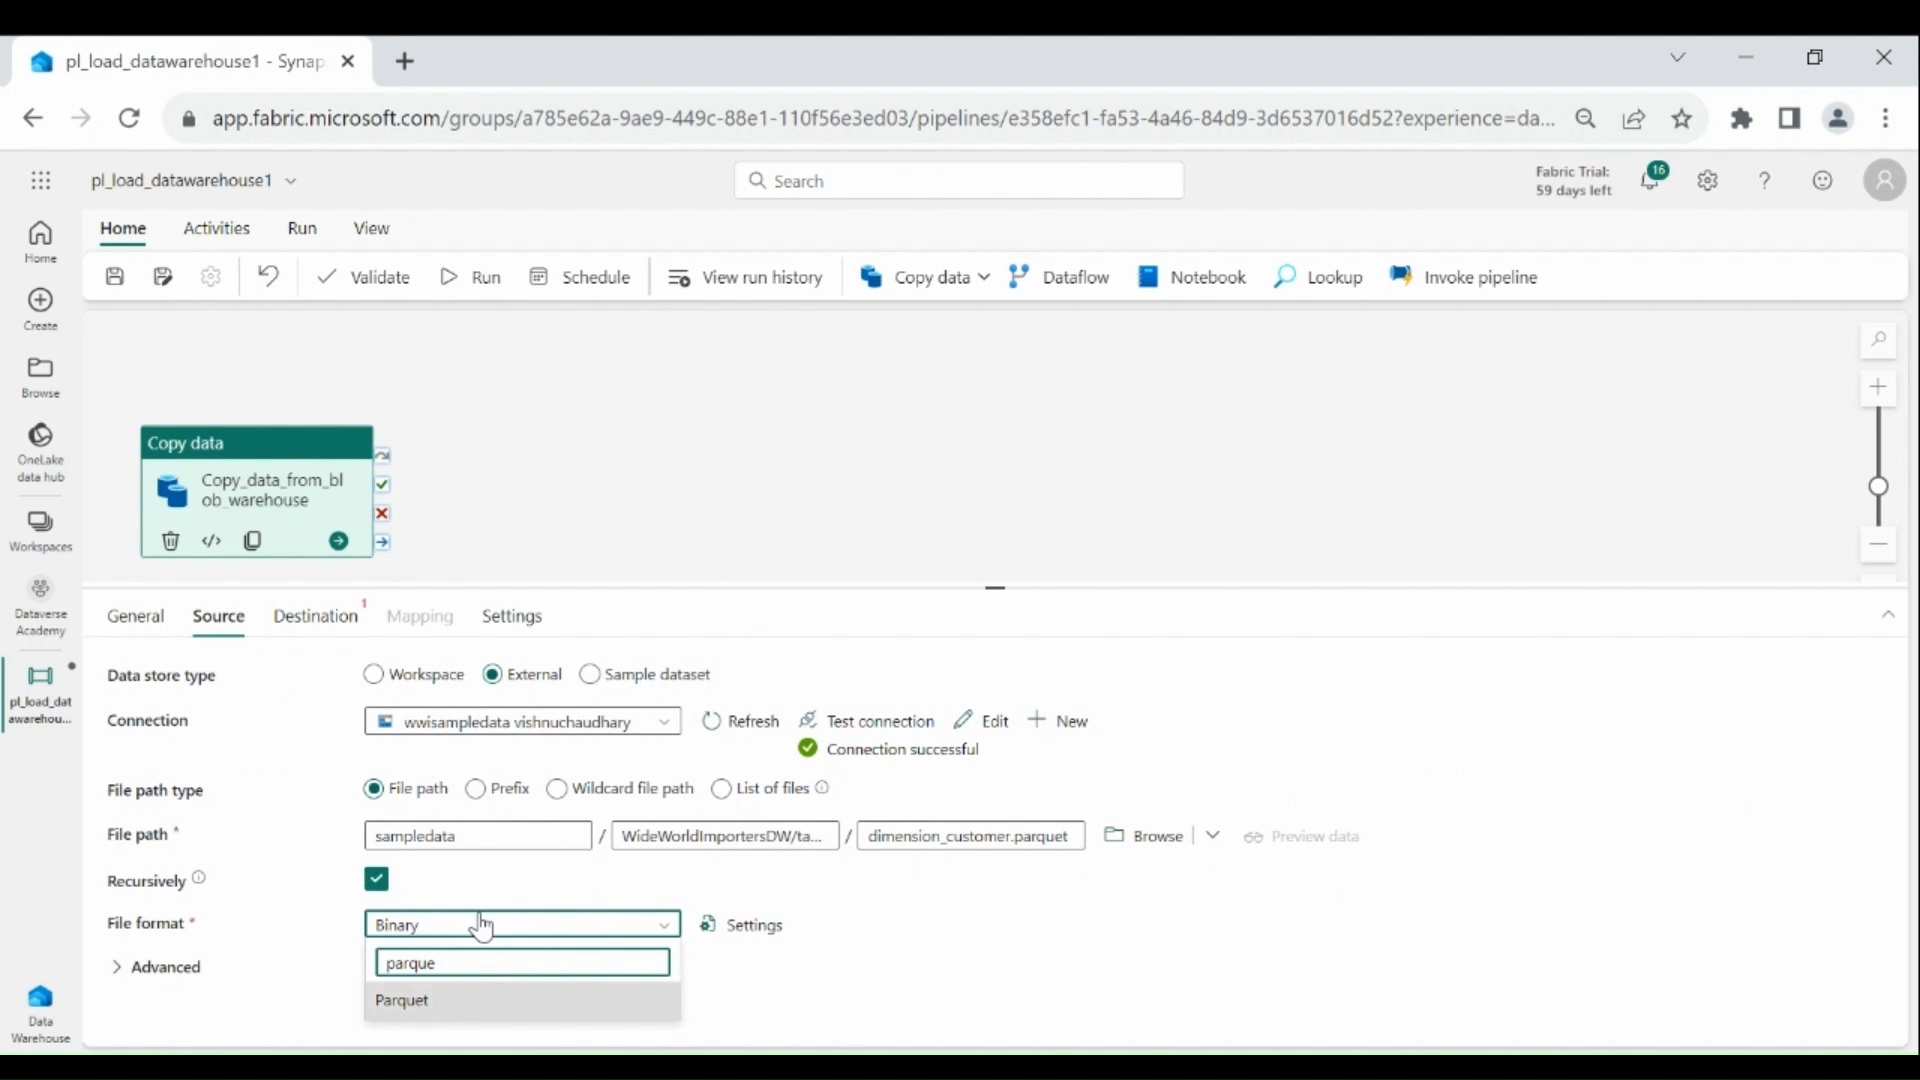 pl_load_datawarehouse1 - Synap
app.fabric.microsoft.com/groups/a785e62a-9ae9-449c-88e1-110f56e3ed03/pipelines/e358efc1-fa53-4a46-84d9-3d6537016d52?experience=da...
pl_load_datawarehouse1
Search
Fabric Trial:
59 days left
16
Home Activities Run View
Validate Run Schedule View run history Copy data Dataflow Notebook Lookup Invoke pipeline
Home
Create
Browse
OneLake
data hub
Workspaces
Dataverse
Academy
pl_load_dat
awarehou...
Data
Warehouse
Copy data
Copy_data_from_bl
ob_warehouse
General Source Destination 1 Mapping Settings
Data store type Workspace External Sample dataset
Connection wwisampledata vishnuchaudhary Refresh Test connection Edit New
Connection successful
File path type File path Prefix Wildcard file path List of files
File path * sampledata / WideWorldImportersDW/ta... / dimension_customer.parquet Browse Preview data
Recursively
File format * Binary Settings
parque
Advanced
Parquet